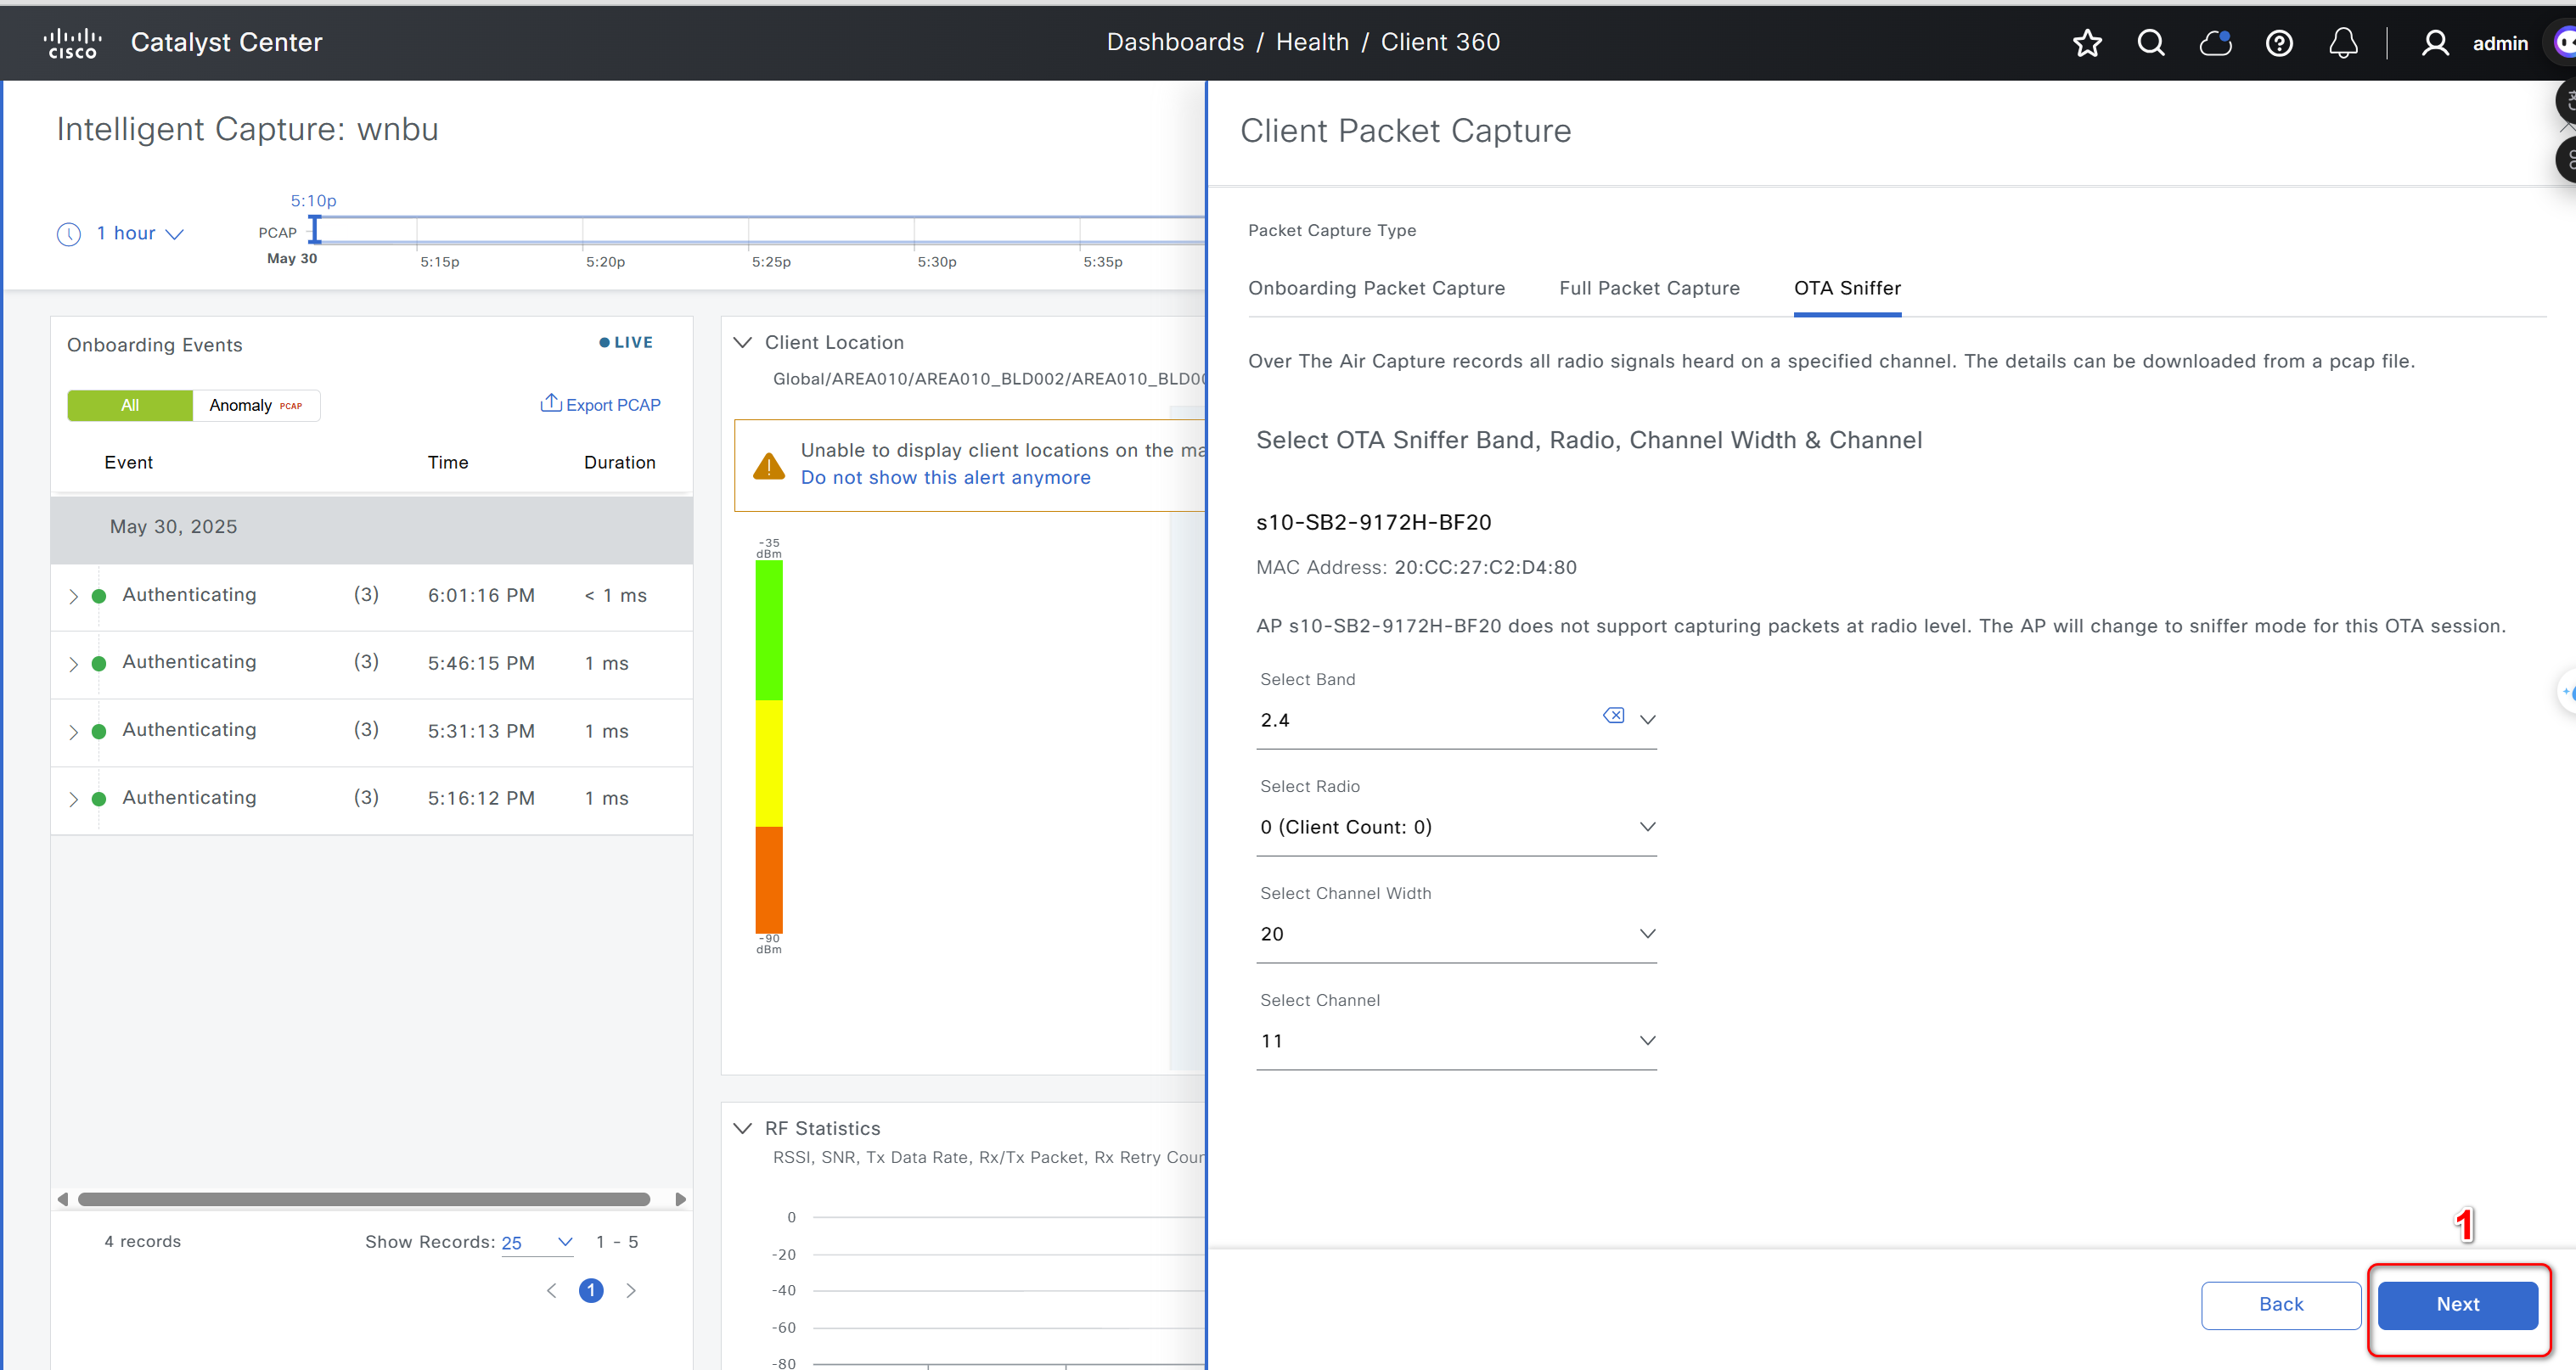 CISCO
Catalyst Center
Dashboards / Health / Client 360
admin
Intelligent Capture: wnbu
1 hour
5:10p
PCAP
May 30
5:15p
5:20p
5:25p
5:30p
5:35p
Onboarding Events
LIVE
All
Anomaly PCAP
Export PCAP
Event
Time
Duration
May 30, 2025
Authenticating (3) 6:01:16 PM < 1 ms
Authenticating (3) 5:46:15 PM 1 ms
Authenticating (3) 5:31:13 PM 1 ms
Authenticating (3) 5:16:12 PM 1 ms
4 records
Show Records: 25
1 - 5
1
Client Location
Global/AREA010/AREA010_BLD002/AREA010_BLD00
Unable to display client locations on the ma
Do not show this alert anymore
-35
dBm
-90
dBm
RF Statistics
RSSI, SNR, Tx Data Rate, Rx/Tx Packet, Rx Retry Cour
0
-20
-40
-60
-80
Client Packet Capture
Packet Capture Type
Onboarding Packet Capture
Full Packet Capture
OTA Sniffer
Over The Air Capture records all radio signals heard on a specified channel. The details can be downloaded from a pcap file.
Select OTA Sniffer Band, Radio, Channel Width & Channel
s10-SB2-9172H-BF20
MAC Address: 20:CC:27:C2:D4:80
AP s10-SB2-9172H-BF20 does not support capturing packets at radio level. The AP will change to sniffer mode for this OTA session.
Select Band
2.4
Select Radio
0 (Client Count: 0)
Select Channel Width
20
Select Channel
11
1
Back
Next